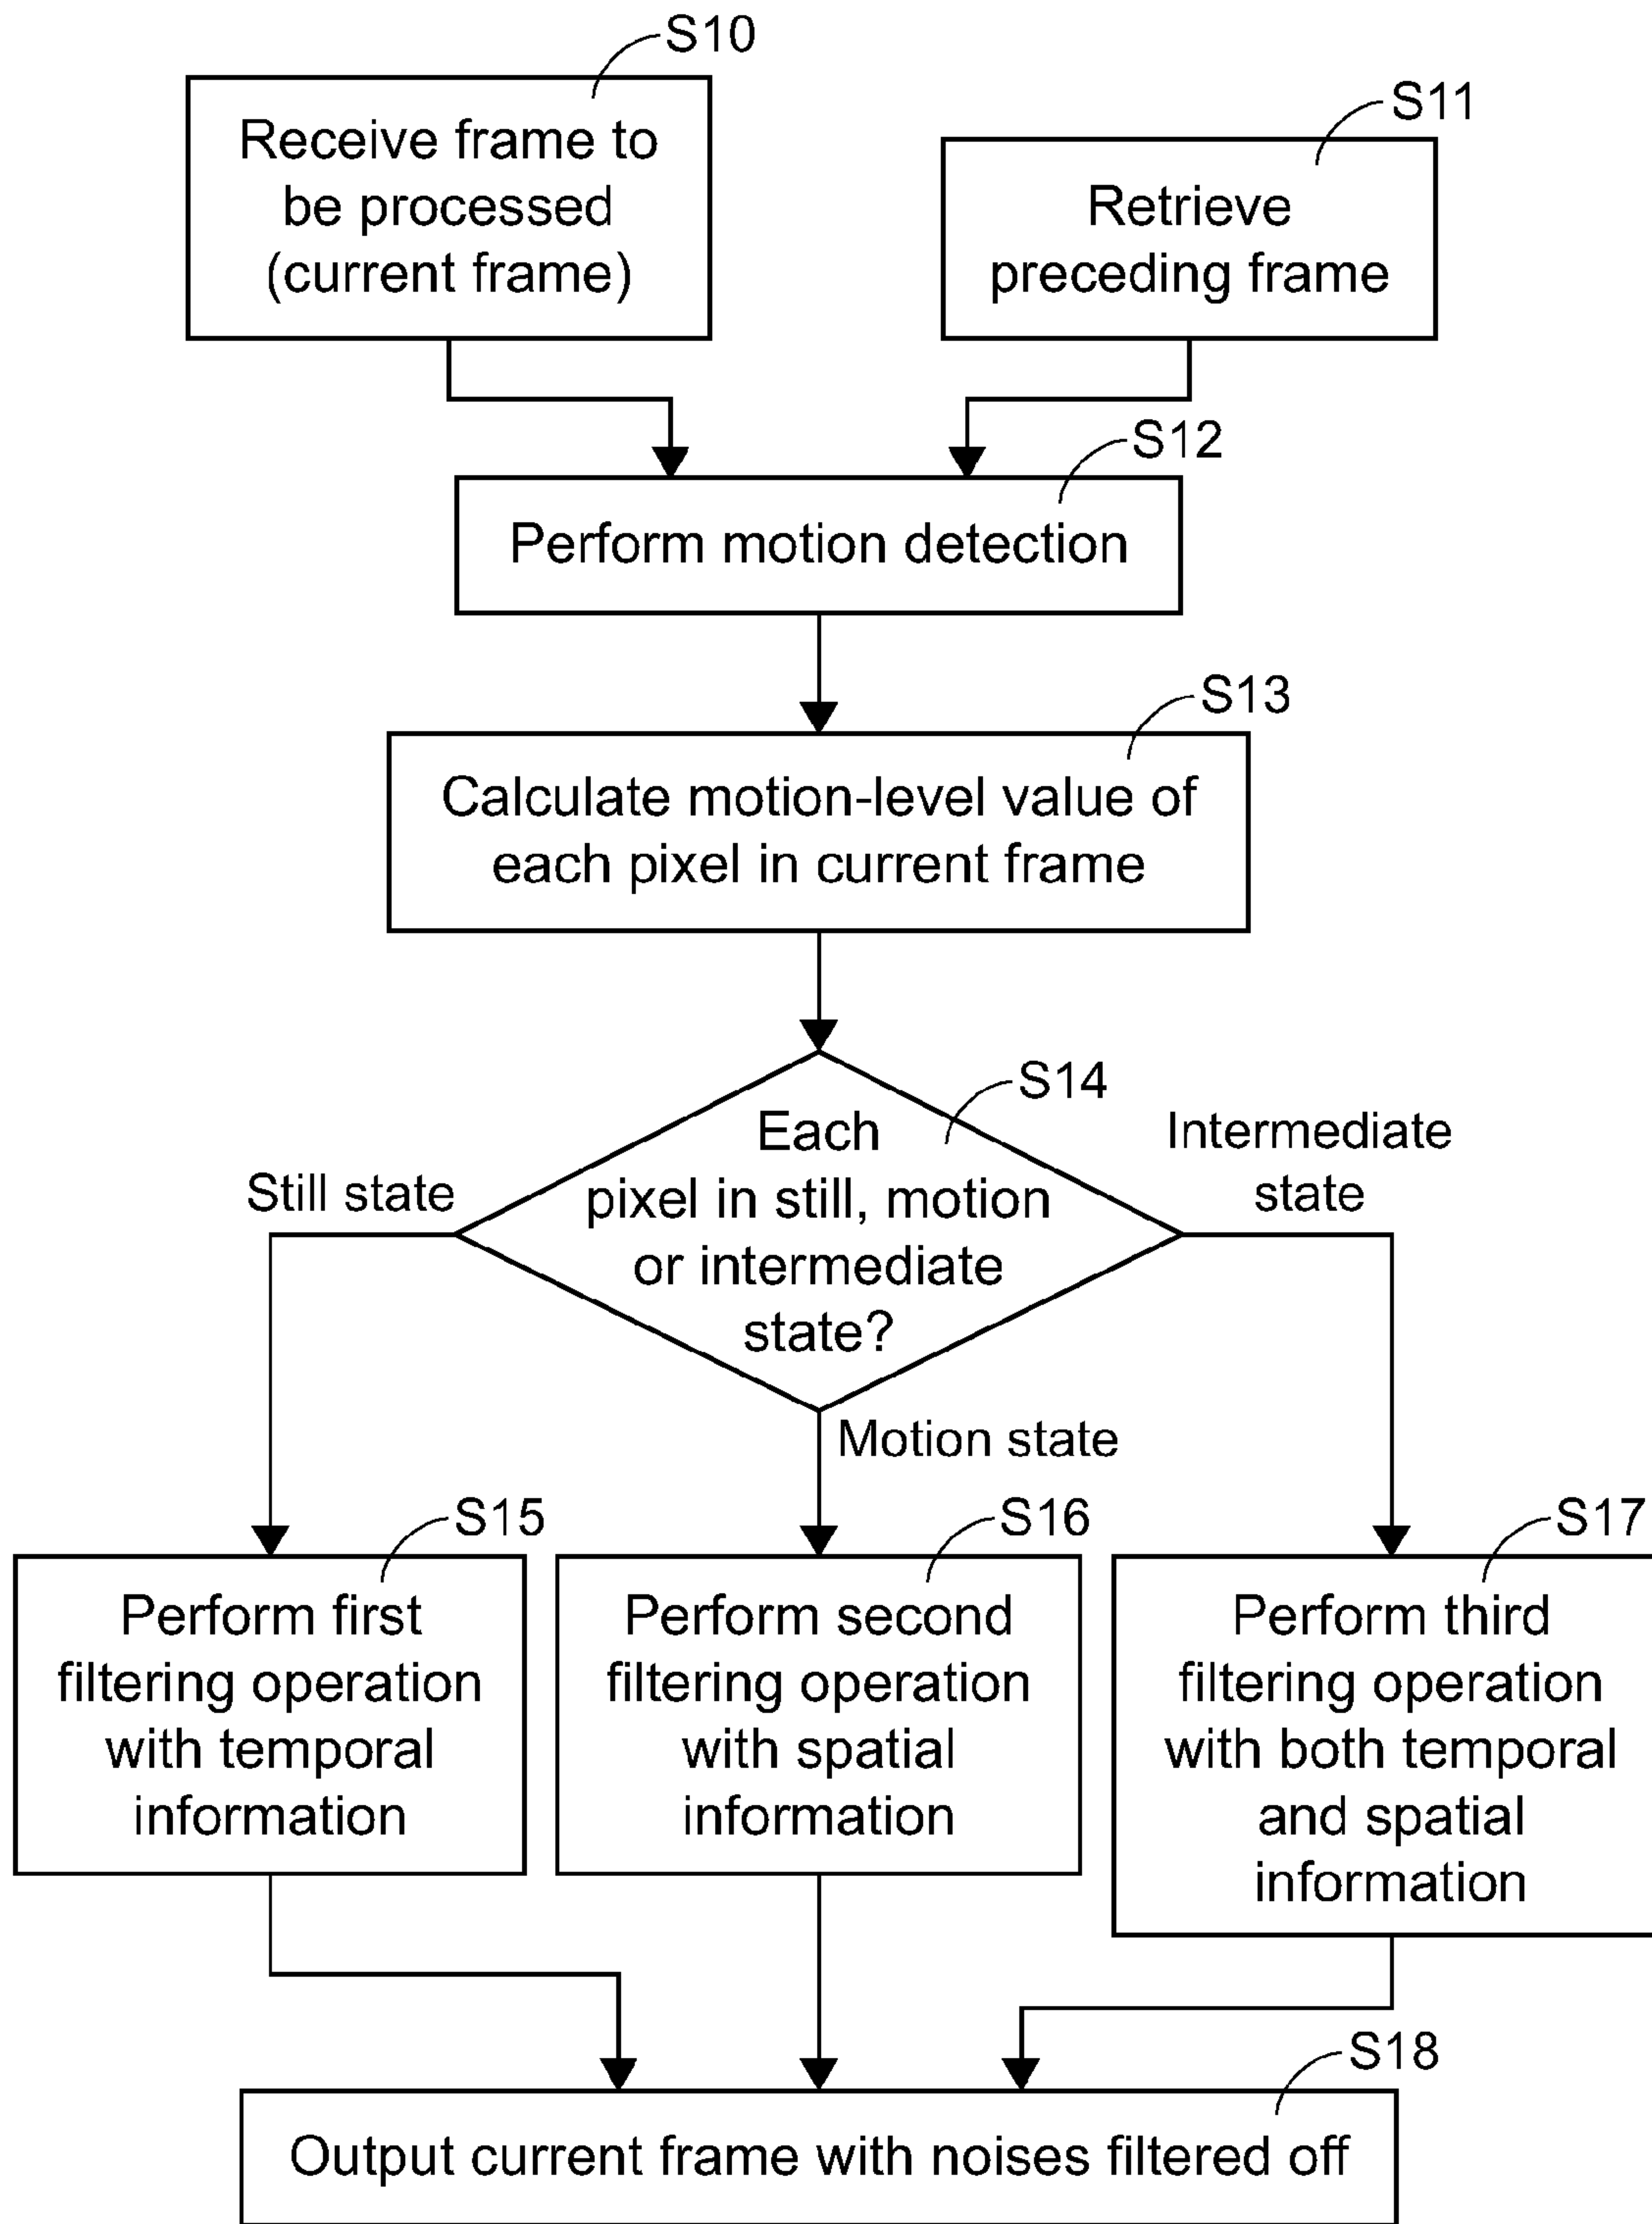 S10
Receive frame to
be processed
(current frame)
S11
Retrieve
preceding frame
S12
Perform motion detection
S13
Calculate motion-level value of
each pixel in current frame
S14
Each
pixel in still, motion
or intermediate
state?
Still state
Intermediate
state
Motion state
S15
Perform first
filtering operation
with temporal
information
S16
Perform second
filtering operation
with spatial
information
S17
Perform third
filtering operation
with both temporal
and spatial
information
S18
Output current frame with noises filtered off